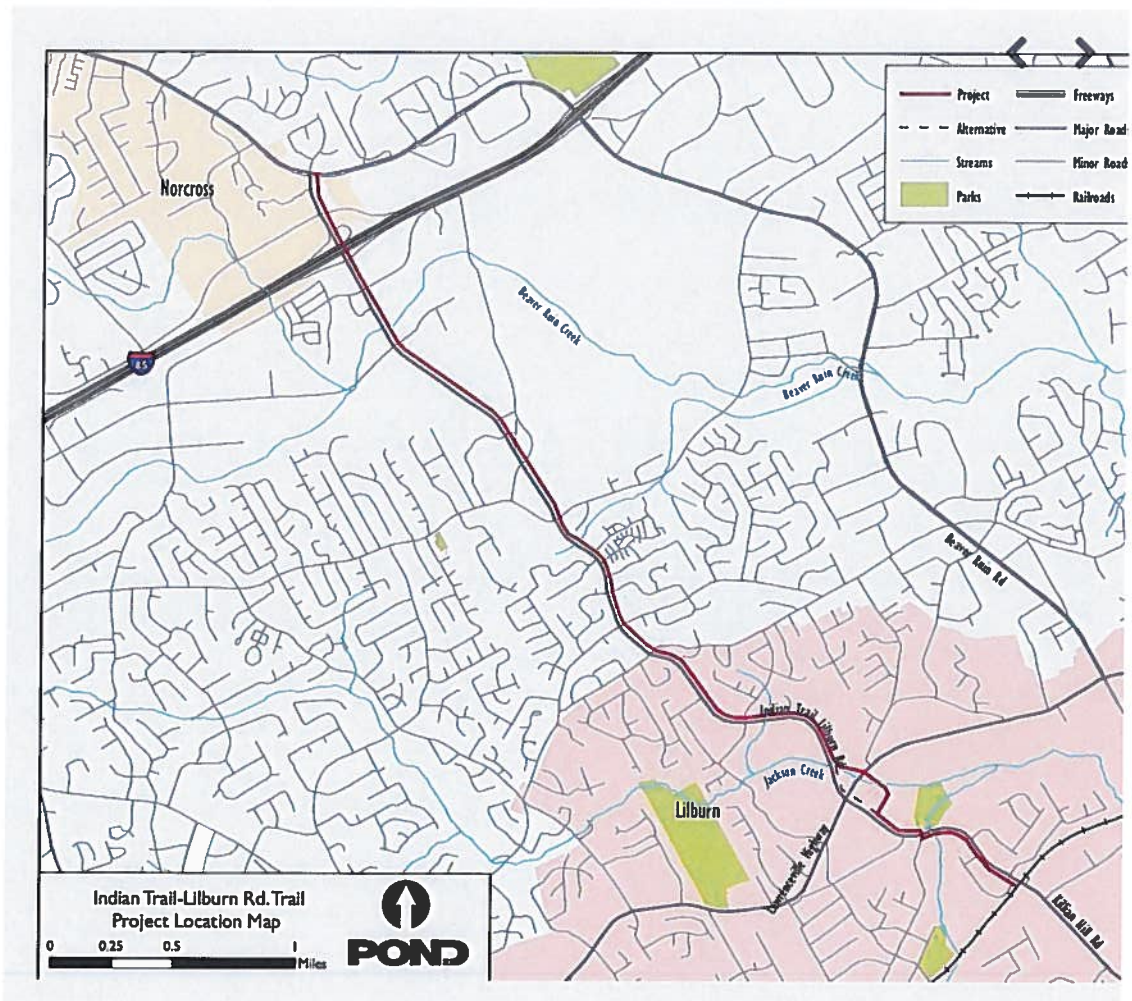 Project
Freeways
Alternative
Major Road
Streams
Minor Road
Parks
Railroads
Norcross
Beaver Ruin Creek
85
Beaver Ruin Creek
Beaver Ruin Rd
Indian Trail Lilburn Rd
Jackson Creek
Lilburn
Lawrenceville Highway
Killian Hill Rd
Indian Trail-Lilburn Rd. Trail
Project Location Map
0 0.25 0.5 1
Miles
POND